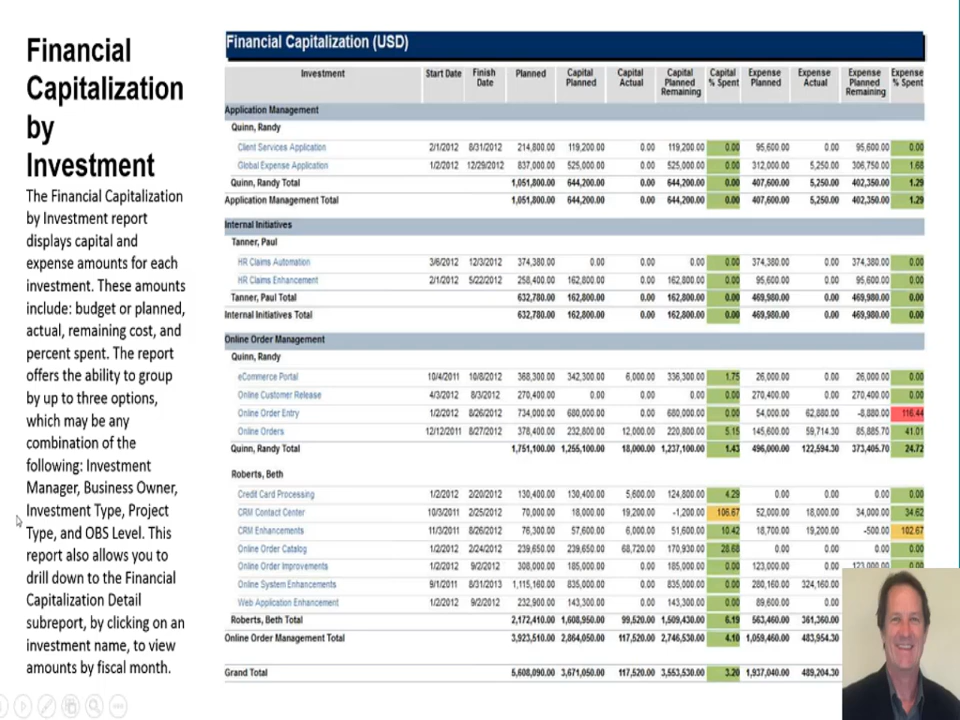 Financial
Capitalization
by
Investment
The Financial Capitalization
by Investment report
displays capital and
expense amounts for each
investment. These amounts
include: budget or planned,
actual, remaining cost, and
percent spent. The report
offers the ability to group
by up to three options,
which may be any
combination of the
following: Investment
Manager, Business Owner,
Investment Type, Project
Type, and OBS Level. This
report also allows you to
drill down to the Financial
Capitalization Detail
subreport, by clicking on an
investment name, to view
amounts by fiscal month.
Financial Capitalization (USD)
Investment Start Date Finish Date Planned Capital Planned Capital Actual Capital Planned Remaining Capital % Spent Expense Planned Expense Actual Expense Planned Remaining Expense % Spent
Application Management
Quinn, Randy
Client Services Application 2/1/2012 8/31/2012 214,800.00 119,200.00 0.00 119,200.00 0.00 95,600.00 0.00 95,600.00 0.00
Global Expense Application 1/2/2012 12/29/2012 837,000.00 525,000.00 0.00 525,000.00 0.00 312,000.00 5,250.00 306,750.00 1.68
Quinn, Randy Total 1,051,800.00 644,200.00 0.00 644,200.00 0.00 407,600.00 5,250.00 402,350.00 1.29
Application Management Total 1,051,800.00 644,200.00 0.00 644,200.00 0.00 407,600.00 5,250.00 402,350.00 1.29
Internal Initiatives
Tanner, Paul
HR Claims Automation 3/6/2012 12/3/2012 374,380.00 0.00 0.00 0.00 0.00 374,380.00 0.00 374,380.00 0.00
HR Claims Enhancement 2/1/2012 5/22/2012 258,400.00 162,800.00 0.00 162,800.00 0.00 95,600.00 0.00 95,600.00 0.00
Tanner, Paul Total 632,780.00 162,800.00 0.00 162,800.00 0.00 469,980.00 0.00 469,980.00 0.00
Internal Initiatives Total 632,780.00 162,800.00 0.00 162,800.00 0.00 469,980.00 0.00 469,980.00 0.00
Online Order Management
Quinn, Randy
eCommerce Portal 10/4/2011 10/8/2012 368,300.00 342,300.00 6,000.00 336,300.00 1.75 26,000.00 0.00 26,000.00 0.00
Online Customer Release 4/3/2012 8/3/2012 270,400.00 0.00 0.00 0.00 0.00 270,400.00 0.00 270,400.00 0.00
Online Order Entry 1/2/2012 8/26/2012 734,000.00 680,000.00 0.00 680,000.00 0.00 54,000.00 62,880.00 -8,880.00 116.44
Online Orders 12/12/2011 8/27/2012 378,400.00 232,800.00 12,000.00 220,800.00 5.15 145,600.00 59,714.30 85,885.70 41.01
Quinn, Randy Total 1,751,100.00 1,255,100.00 18,000.00 1,237,100.00 1.43 496,000.00 122,594.30 373,405.70 24.72
Roberts, Beth
Credit Card Processing 1/2/2012 2/20/2012 130,400.00 130,400.00 5,600.00 124,800.00 4.29 0.00 0.00 0.00 0.00
CRM Contact Center 10/3/2011 2/25/2012 70,000.00 18,000.00 19,200.00 -1,200.00 106.67 52,000.00 18,000.00 34,000.00 34.62
CRM Enhancements 11/3/2011 8/26/2012 76,300.00 57,600.00 6,000.00 51,600.00 10.42 18,700.00 19,200.00 -500.00 102.67
Online Order Catalog 1/2/2012 2/24/2012 239,650.00 239,650.00 68,720.00 170,930.00 28.68 0.00 0.00 0.00 0.00
Online Order Improvements 1/2/2012 9/2/2012 308,000.00 185,000.00 0.00 185,000.00 0.00 123,000.00 0.00 123,000.00 0.00
Online System Enhancements 9/1/2011 8/31/2013 1,115,160.00 835,000.00 0.00 835,000.00 0.00 280,160.00 324,160.00
Web Application Enhancement 1/2/2012 9/2/2012 232,900.00 143,300.00 0.00 143,300.00 0.00 89,600.00 0.00
Roberts, Beth Total 2,172,410.00 1,608,950.00 99,520.00 1,509,430.00 6.19 563,460.00 361,360.00
Online Order Management Total 3,923,510.00 2,864,050.00 117,520.00 2,746,530.00 4.10 1,059,460.00 483,954.30
Grand Total 5,608,090.00 3,671,050.00 117,520.00 3,553,530.00 3.20 1,937,040.00 489,204.30